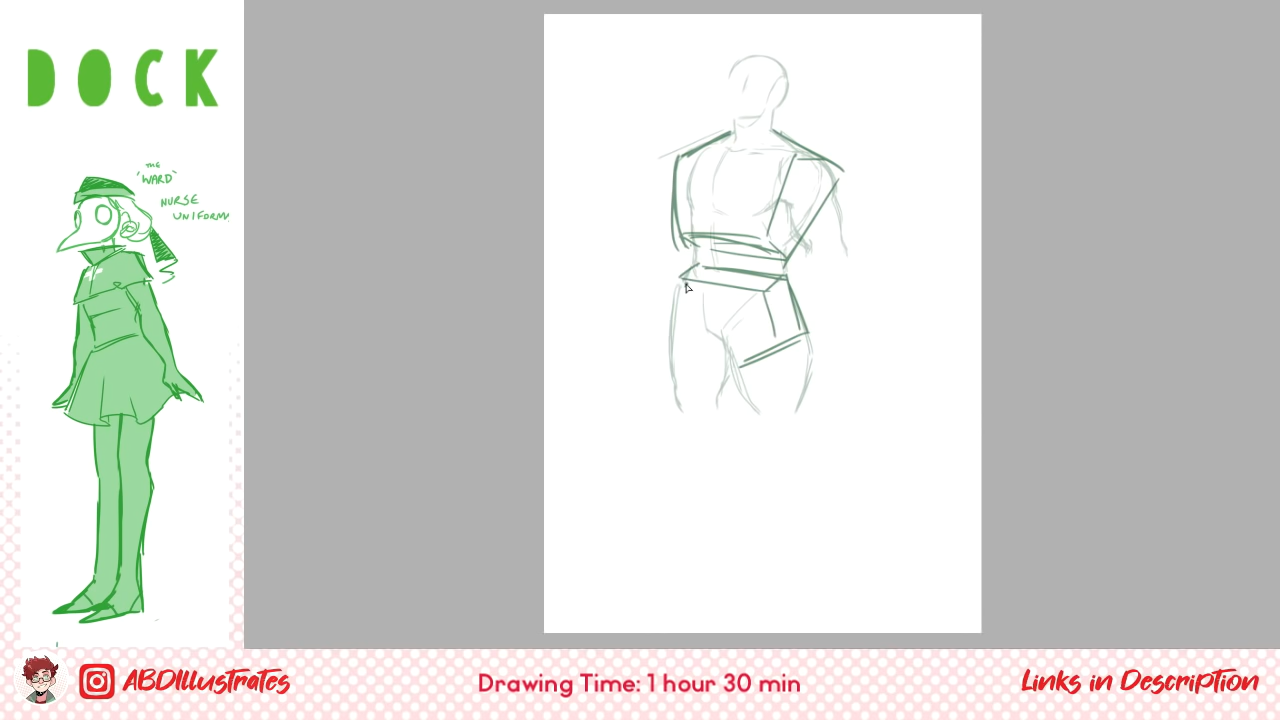 DOCK
THE
'WARD'
NURSE
UNIFORM
ABDIllustrates
Drawing Time: 1 hour 30 min
Links in Description